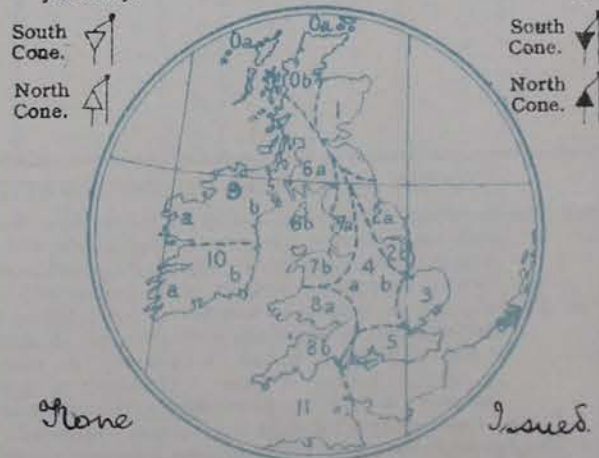 South Cone.
North Cone.
South Cone.
North Cone.
0a
0a
0b
1
6a
9
b
a
6b
7a
2a
2b
10
b
a
7b
4
a
b
3
8a
5
8b
11
None Issued.